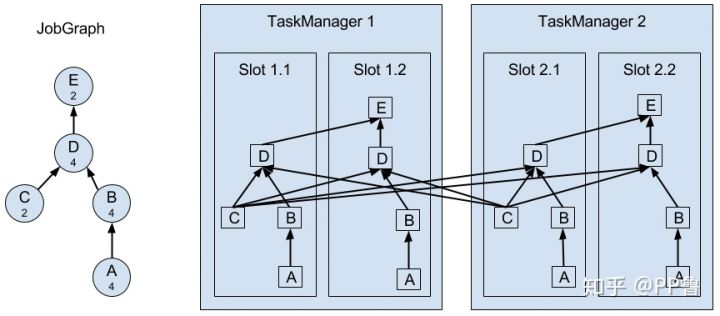 JobGraph
E
2
D
4
C
2
B
4
A
4
TaskManager 1
Slot 1.1
Slot 1.2
E
D
D
C
B
B
A
A
TaskManager 2
Slot 2.1
Slot 2.2
E
D
D
C
B
B
A
A
知乎 @PP鲁